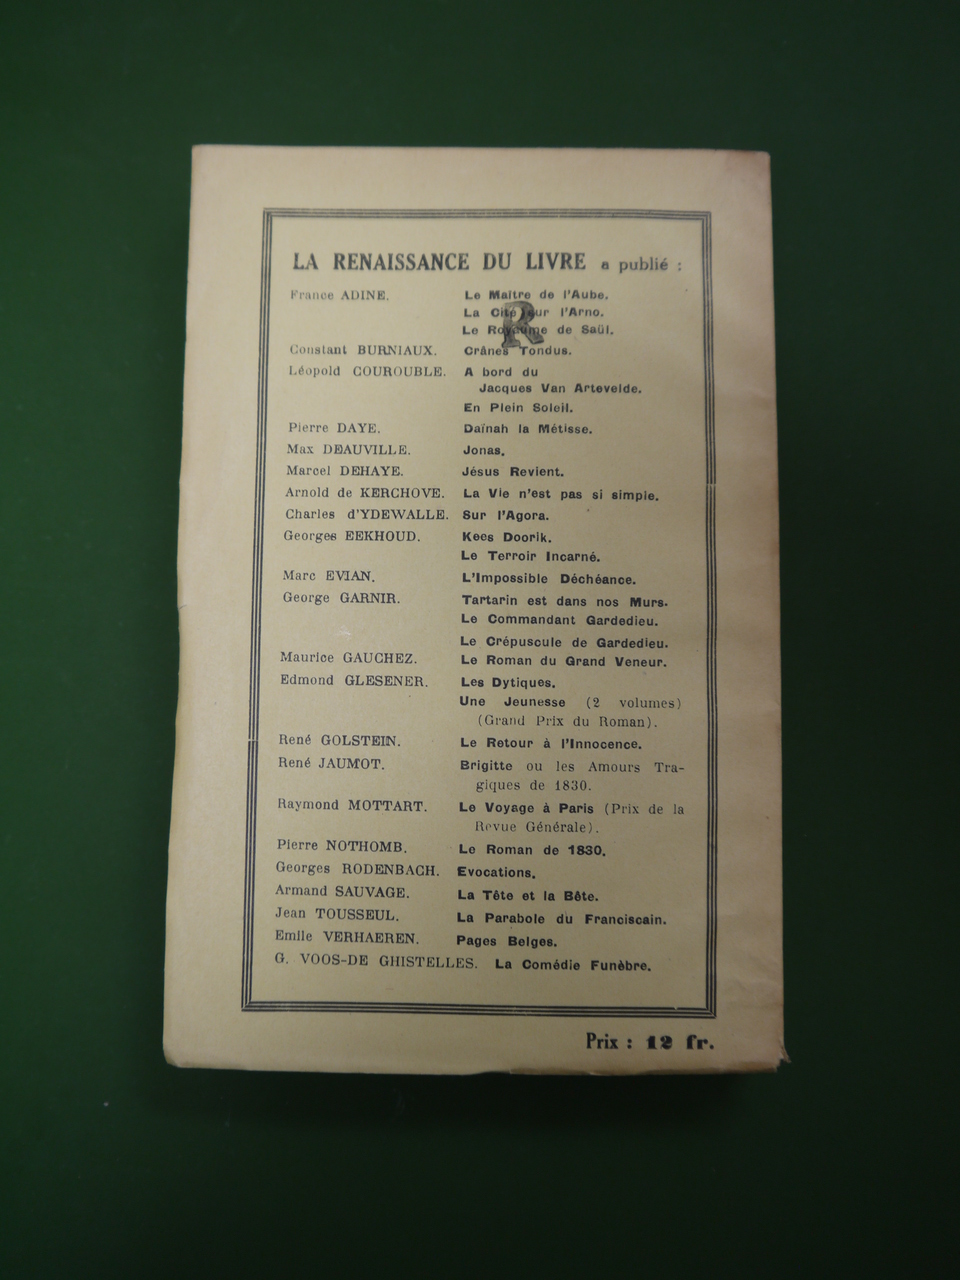 LA RENAISSANCE DU LIVRE a publié :
France ADINE. Le Maître de l'Aube.
La Cité sur l'Arno.
Le Royaume de Saül.
R
Constant BURNIAUX. Crânes Tondus.
Léopold COUROUBLE. A bord du
Jacques Van Artevelde.
En Plein Soleil.
Pierre DAYE. Daïnah la Métisse.
Max DEAUVILLE. Jonas.
Marcel DEHAYE. Jésus Revient.
Arnold de KERCHOVE. La Vie n'est pas si simple.
Charles d'YDEWALLE. Sur l'Agora.
Georges EEKHOUD. Kees Doorik.
Le Terroir Incarné.
Marc EVIAN. L'Impossible Déchéance.
George GARNIR. Tartarin est dans nos Murs.
Le Commandant Gardedieu.
Le Crépuscule de Gardedieu.
Maurice GAUCHEZ. Le Roman du Grand Veneur.
Edmond GLESENER. Les Dytiques.
Une Jeunesse (2 volumes)
(Grand Prix du Roman).
René GOLSTEIN. Le Retour à l'Innocence.
René JAUMOT. Brigitte ou les Amours Tra-
giques de 1830.
Raymond MOTTART. Le Voyage à Paris (Prix de la
Revue Générale).
Pierre NOTHOMB. Le Roman de 1830.
Georges RODENBACH. Evocations.
Armand SAUVAGE. La Tête et la Bête.
Jean TOUSSEUL. La Parabole du Franciscain.
Emile VERHAEREN. Pages Belges.
G. VOOS-DE GHISTELLES. La Comédie Funèbre.
Prix : 12 fr.